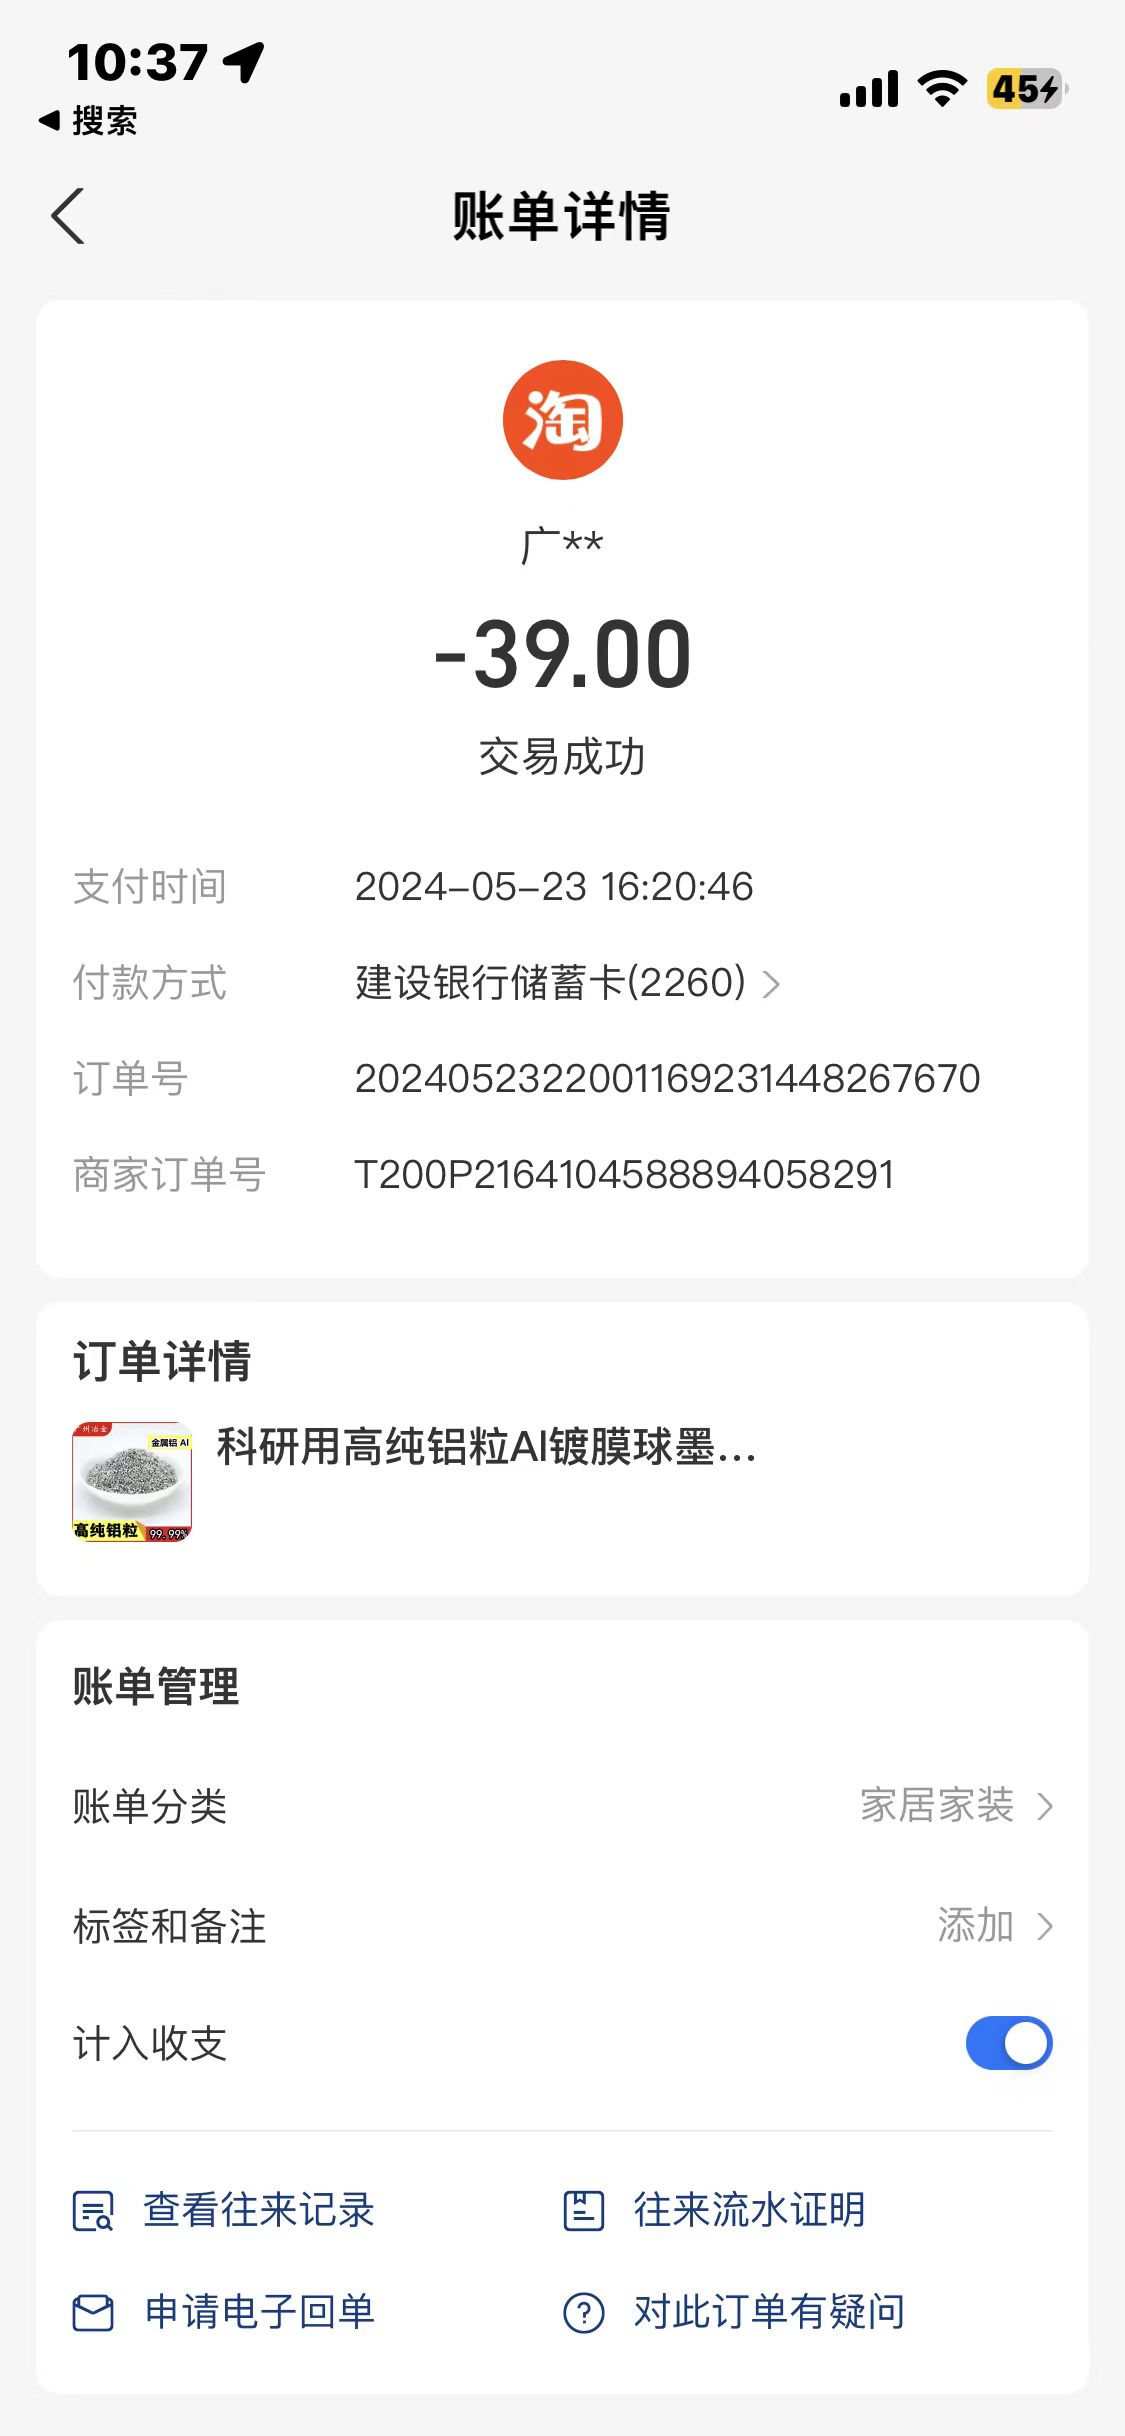 10:37
45
搜索
账单详情
淘
广**
-39.00
交易成功
支付时间 2024-05-23 16:20:46
付款方式 建设银行储蓄卡(2260)
订单号 2024052322001169231448267670
商家订单号 T200P2164104588894058291
订单详情
科研用高纯铝粒Al镀膜球墨...
州冶金
金属铝 Al
高纯铝粒 99.99%
账单管理
账单分类 家居家装
标签和备注 添加
计入收支
查看往来记录 往来流水证明
申请电子回单 对此订单有疑问